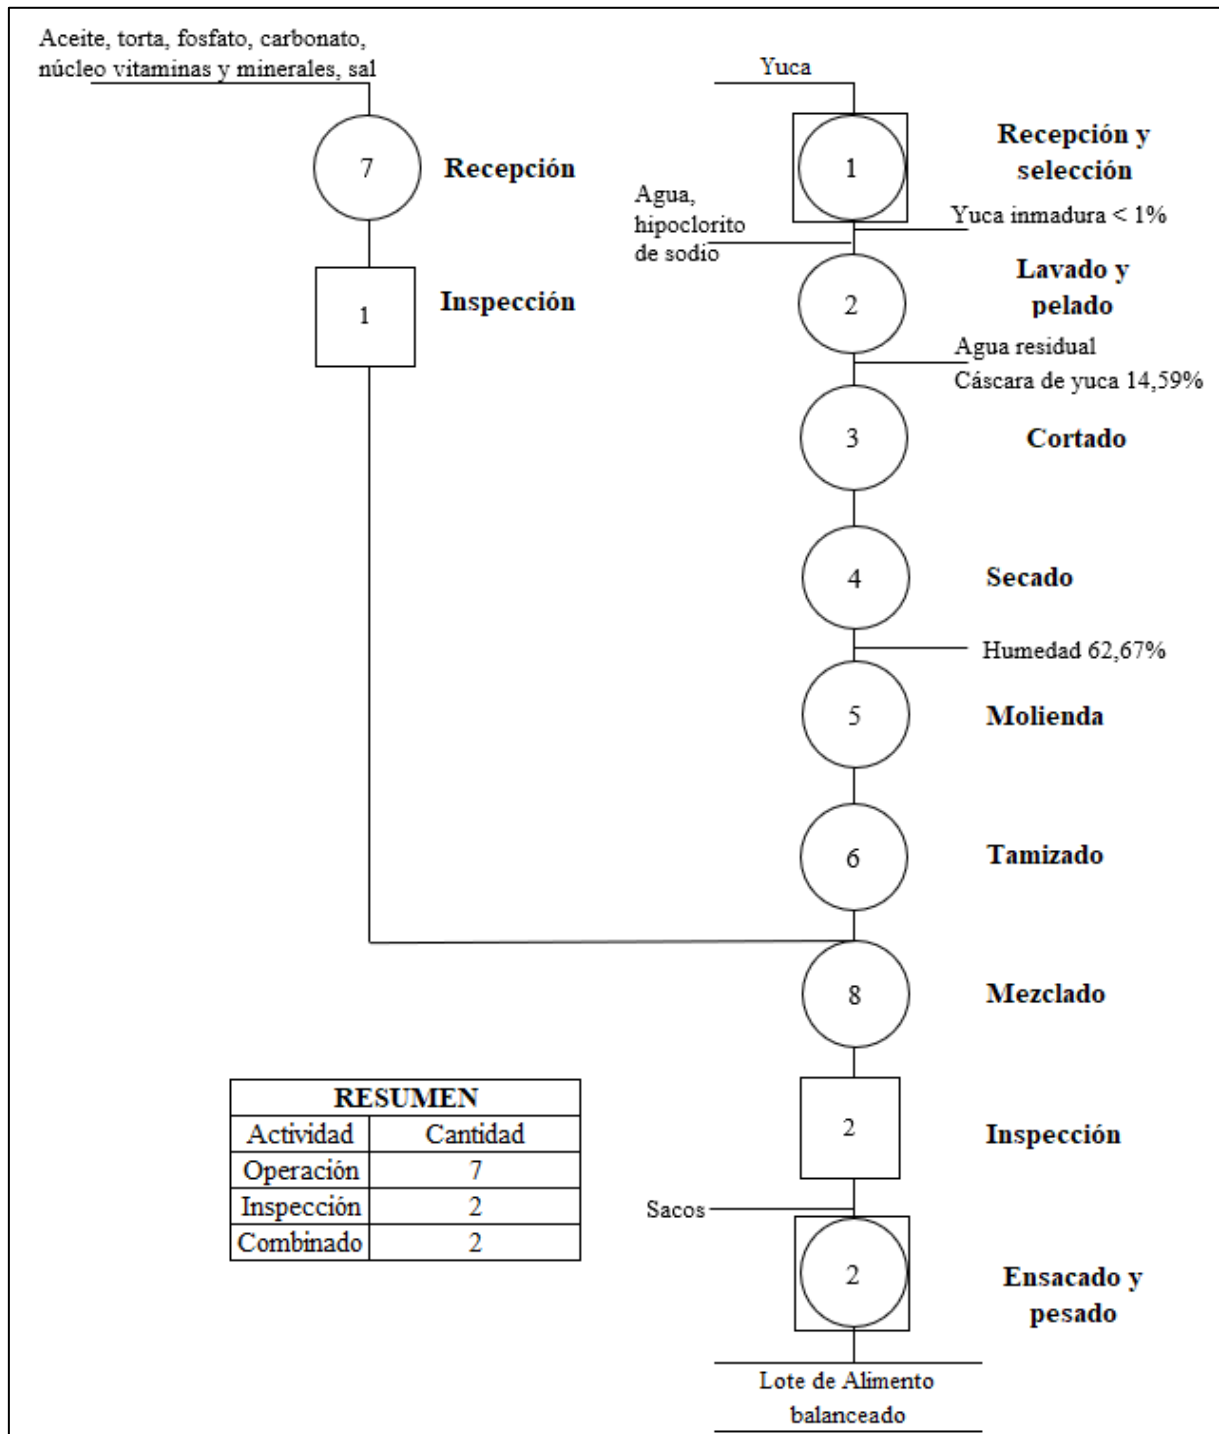 Aceite, torta, fosfato, carbonato,
núcleo vitaminas y minerales, sal
7
Recepción
1
Inspección
Yuca
1
Recepción y
selección
Yuca inmadura < 1%
Agua,
hipoclorito
de sodio
2
Lavado y
pelado
Agua residual
Cáscara de yuca 14,59%
3
Cortado
4
Secado
Humedad 62,67%
5
Molienda
6
Tamizado
8
Mezclado
2
Inspección
Sacos
2
Ensacado y
pesado
Lote de Alimento
balanceado
RESUMEN
Actividad Cantidad
Operación 7
Inspección 2
Combinado 2